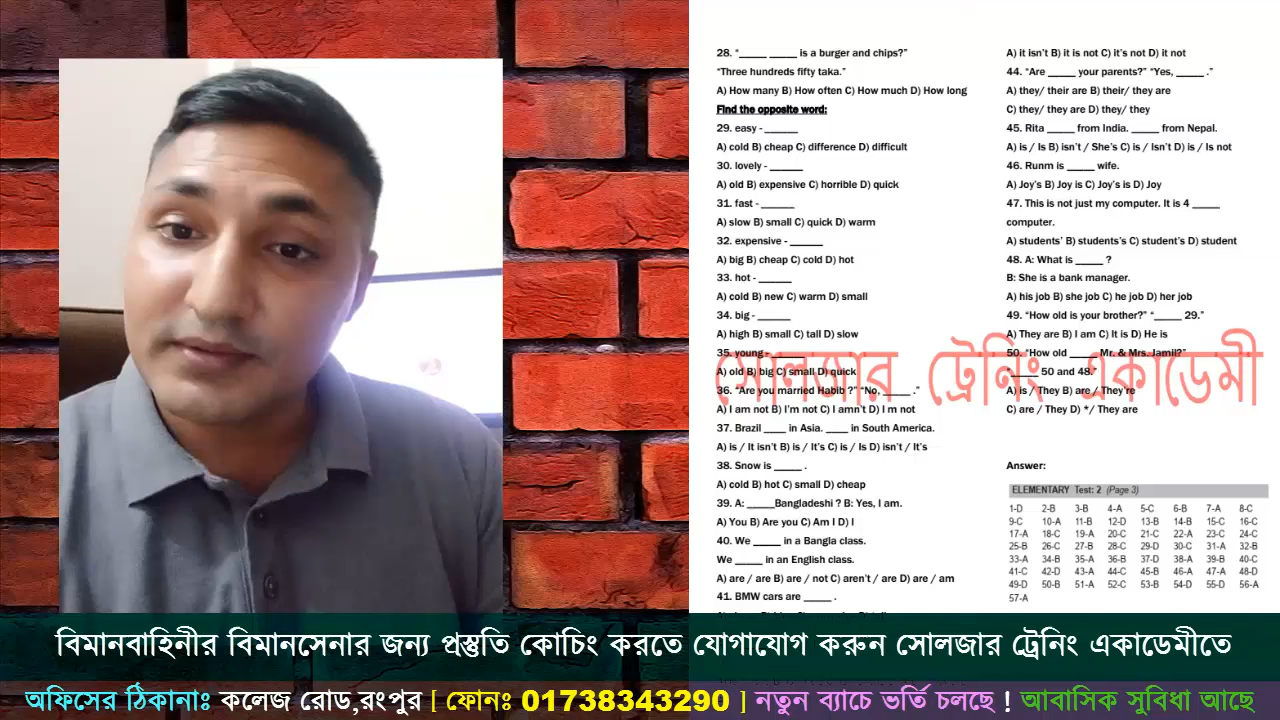 28. “_____ _____ is a burger and chips?”
“Three hundreds fifty taka.”
A) How many B) How often C) How much D) How long
Find the opposite word:
29. easy - ______
A) cold B) cheap C) difference D) difficult
30. lovely - ______
A) old B) expensive C) horrible D) quick
31. fast - ______
A) slow B) small C) quick D) warm
32. expensive - ______
A) big B) cheap C) cold D) hot
33. hot - ______
A) cold B) new C) warm D) small
34. big - ______
A) high B) small C) tall D) slow
35. young - ______
A) old B) big C) small D) quick
36. “Are you married Habib ?” “No, _____ .”
A) I am not B) I’m not C) I amn’t D) I m not
37. Brazil ____ in Asia. ____ in South America.
A) is / It isn’t B) is / It’s C) is / Is D) isn’t / It’s
38. Snow is _____ .
A) cold B) hot C) small D) cheap
39. A: _____Bangladeshi ? B: Yes, I am.
A) You B) Are you C) Am I D) I
40. We _____ in a Bangla class.
We _____ in an English class.
A) are / are B) are / not C) aren’t / are D) are / am
41. BMW cars are _____ .
A) it isn’t B) it is not C) it’s not D) it not
44. “Are _____ your parents?” “Yes, _____ .”
A) they/ their are B) their/ they are
C) they/ they are D) they/ they
45. Rita _____ from India. _____ from Nepal.
A) is / Is B) isn’t / She’s C) is / Isn’t D) is / Is not
46. Runm is _____ wife.
A) Joy’s B) Joy is C) Joy’s is D) Joy
47. This is not just my computer. It is 4 _____
computer.
A) students’ B) students’s C) student’s D) student
48. A: What is _____ ?
B: She is a bank manager.
A) his job B) she job C) he job D) her job
49. “How old is your brother?” “_____ 29.”
A) They are B) I am C) It is D) He is
50. “How old _____ Mr. & Mrs. Jamil?”
“_____ 50 and 48.”
A) is / They B) are / They’re
C) are / They D) */ They are
সোলজার ট্রেনিং একাডেমী
Answer:
ELEMENTARY Test: 2 (Page 3)
1-D 2-B 3-B 4-A 5-C 6-B 7-A 8-C
9-C 10-A 11-B 12-D 13-B 14-B 15-C 16-C
17-A 18-C 19-A 20-C 21-C 22-A 23-C 24-C
25-B 26-C 27-B 28-C 29-D 30-C 31-A 32-B
33-A 34-B 35-A 36-B 37-D 38-A 39-B 40-C
41-C 42-D 43-A 44-C 45-B 46-A 47-A 48-D
49-D 50-B 51-A 52-C 53-B 54-D 55-D 56-A
57-A
বিমানবাহিনীর বিমানসেনার জন্য প্রস্তুতি কোচিং করতে যোগাযোগ করুন সোলজার ট্রেনিং একাডেমীতে
অফিসের ঠিকানাঃ কলেজ রোড,রংপুর [ ফোনঃ 01738343290 ] নতুন ব্যাচে ভর্তি চলছে ! আবাসিক সুবিধা আছে